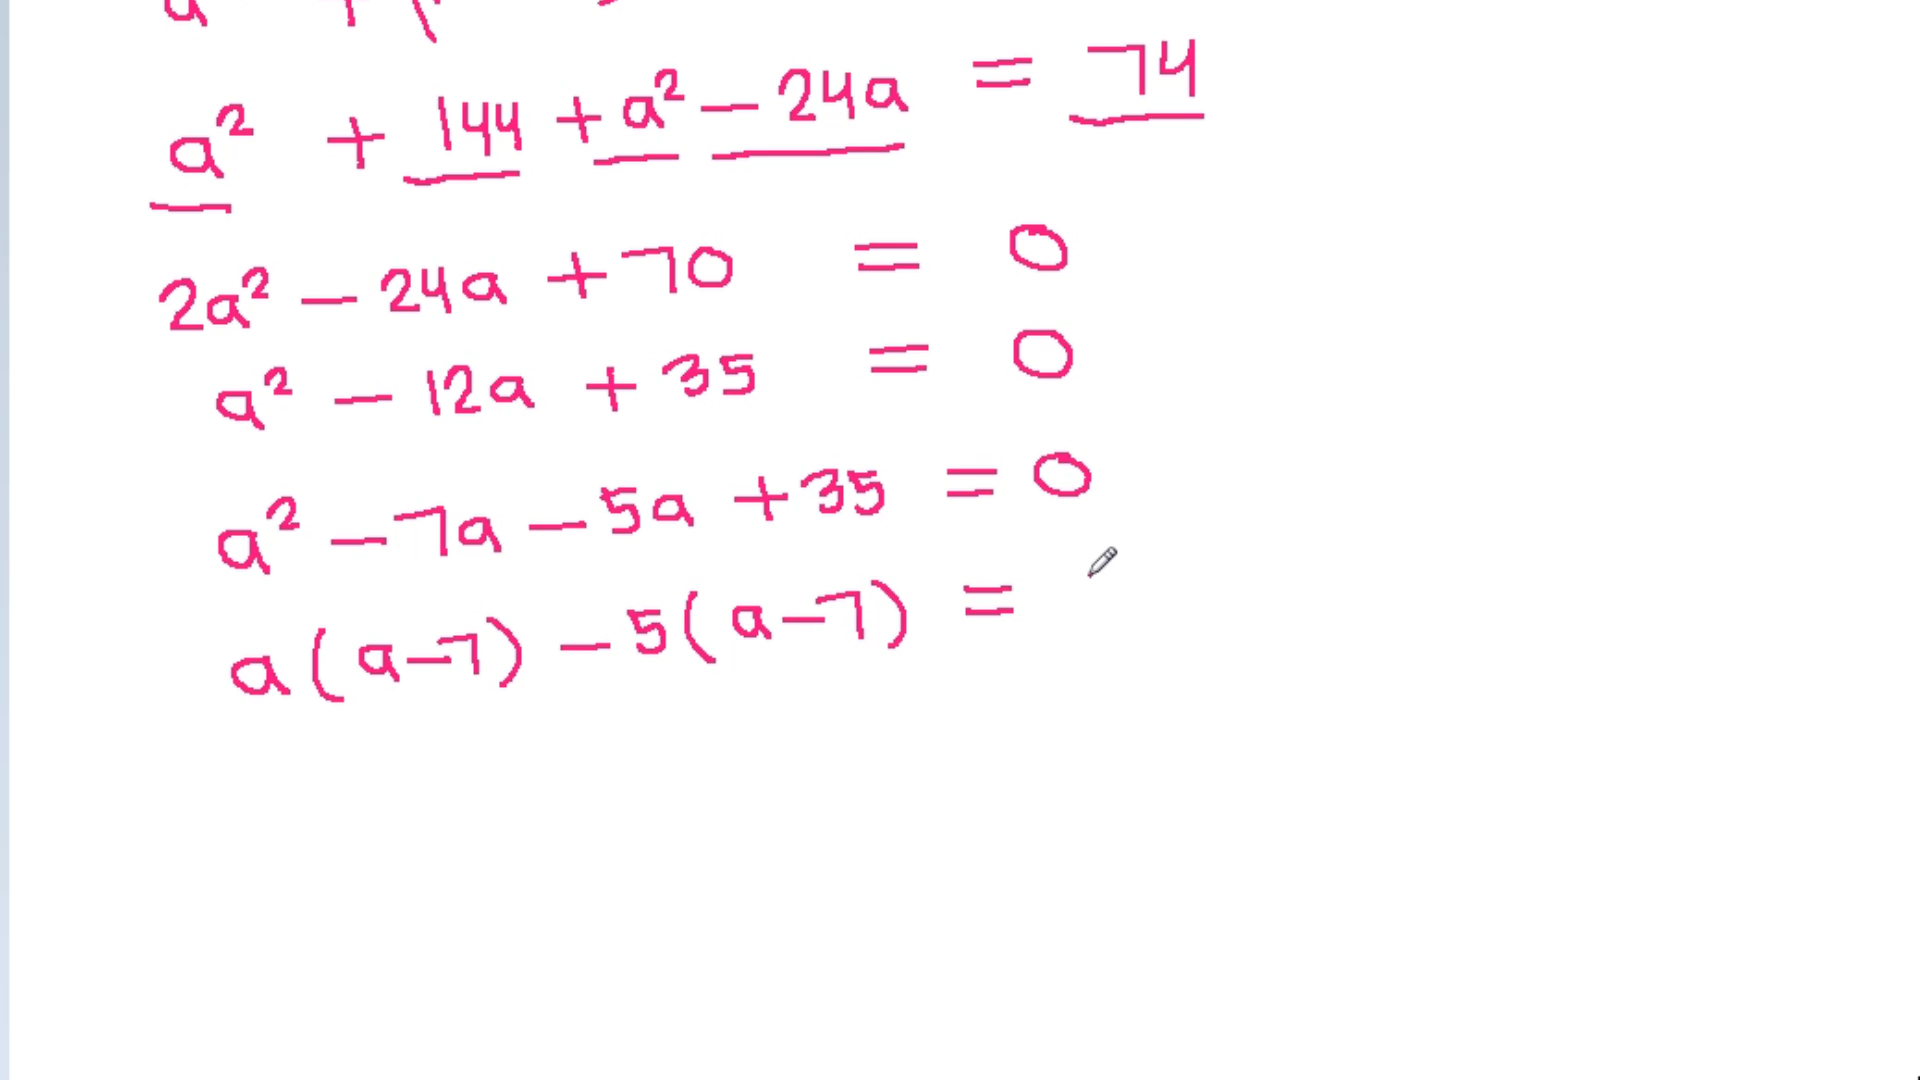 a² + 144 + a² - 24a = 74
2a² - 24a + 70 = 0
a² - 12a + 35 = 0
a² - 7a - 5a + 35 = 0
a(a-7) - 5(a-7) =